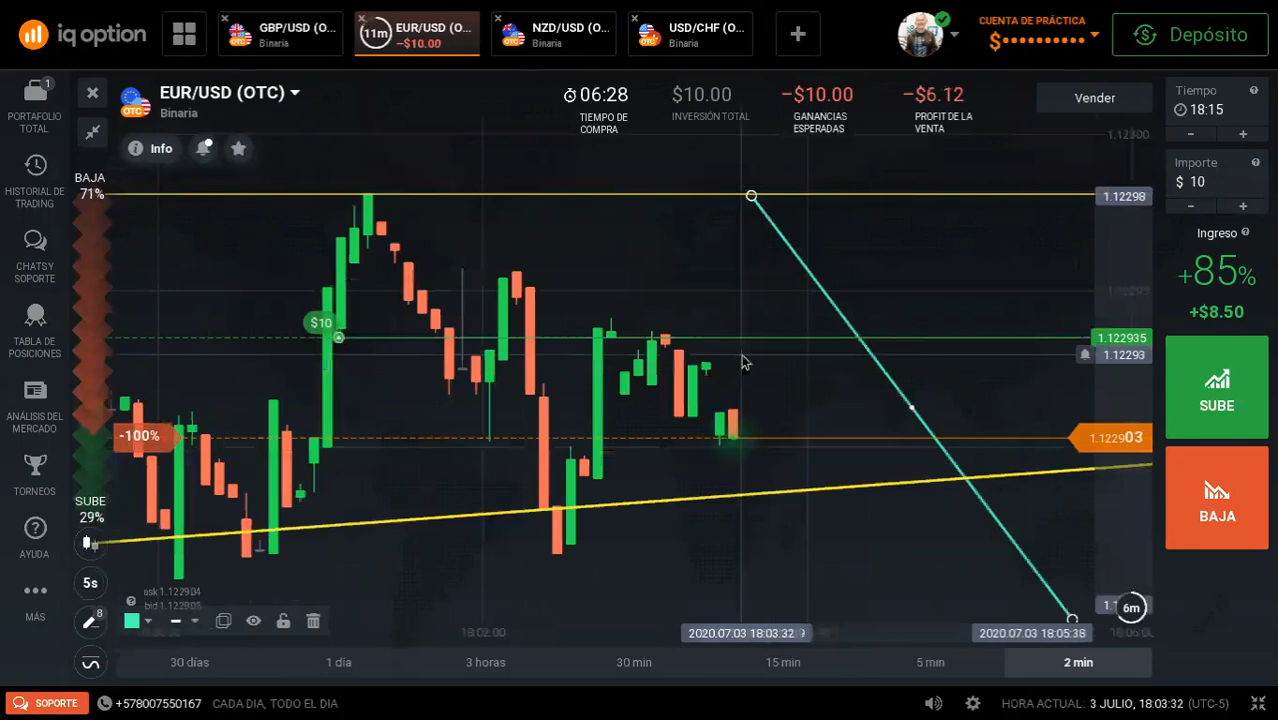 iq option
GBP/USD (O...
Binaria
11m
EUR/USD (O...
−$10.00
NZD/USD (O...
Binaria
USD/CHF (O...
Binaria
CUENTA DE PRÁCTICA
$••••••••••
Depósito
1
PORTAFOLIO
TOTAL
HISTORIAL DE
TRADING
CHATS Y
SOPORTE
TABLA DE
POSICIONES
ANÁLISIS DEL
MERCADO
TORNEOS
AYUDA
MÁS
EUR/USD (OTC)
Binaria
Info
06:28
TIEMPO DE
COMPRA
$10.00
INVERSIÓN TOTAL
−$10.00
GANANCIAS
ESPERADAS
−$6.12
PROFIT DE LA
VENTA
Vender
BAJA
71%
SUBE
29%
$10
-100%
1.12300
1.12298
1.122935
1.12293
1.122903
5s
8
ask 1.122904
bid 1.122905
18:02:00
2020.07.03 18:03:32
2020.07.03 18:05:38
18:06:00
6m
30 días
1 día
3 horas
30 min
15 min
5 min
2 min
Tiempo
18:15
Importe
$ 10
Ingreso
+85%
+$8.50
SUBE
BAJA
SOPORTE
+578007550167
CADA DIA, TODO EL DIA
HORA ACTUAL: 3 JULIO, 18:03:32 (UTC-5)